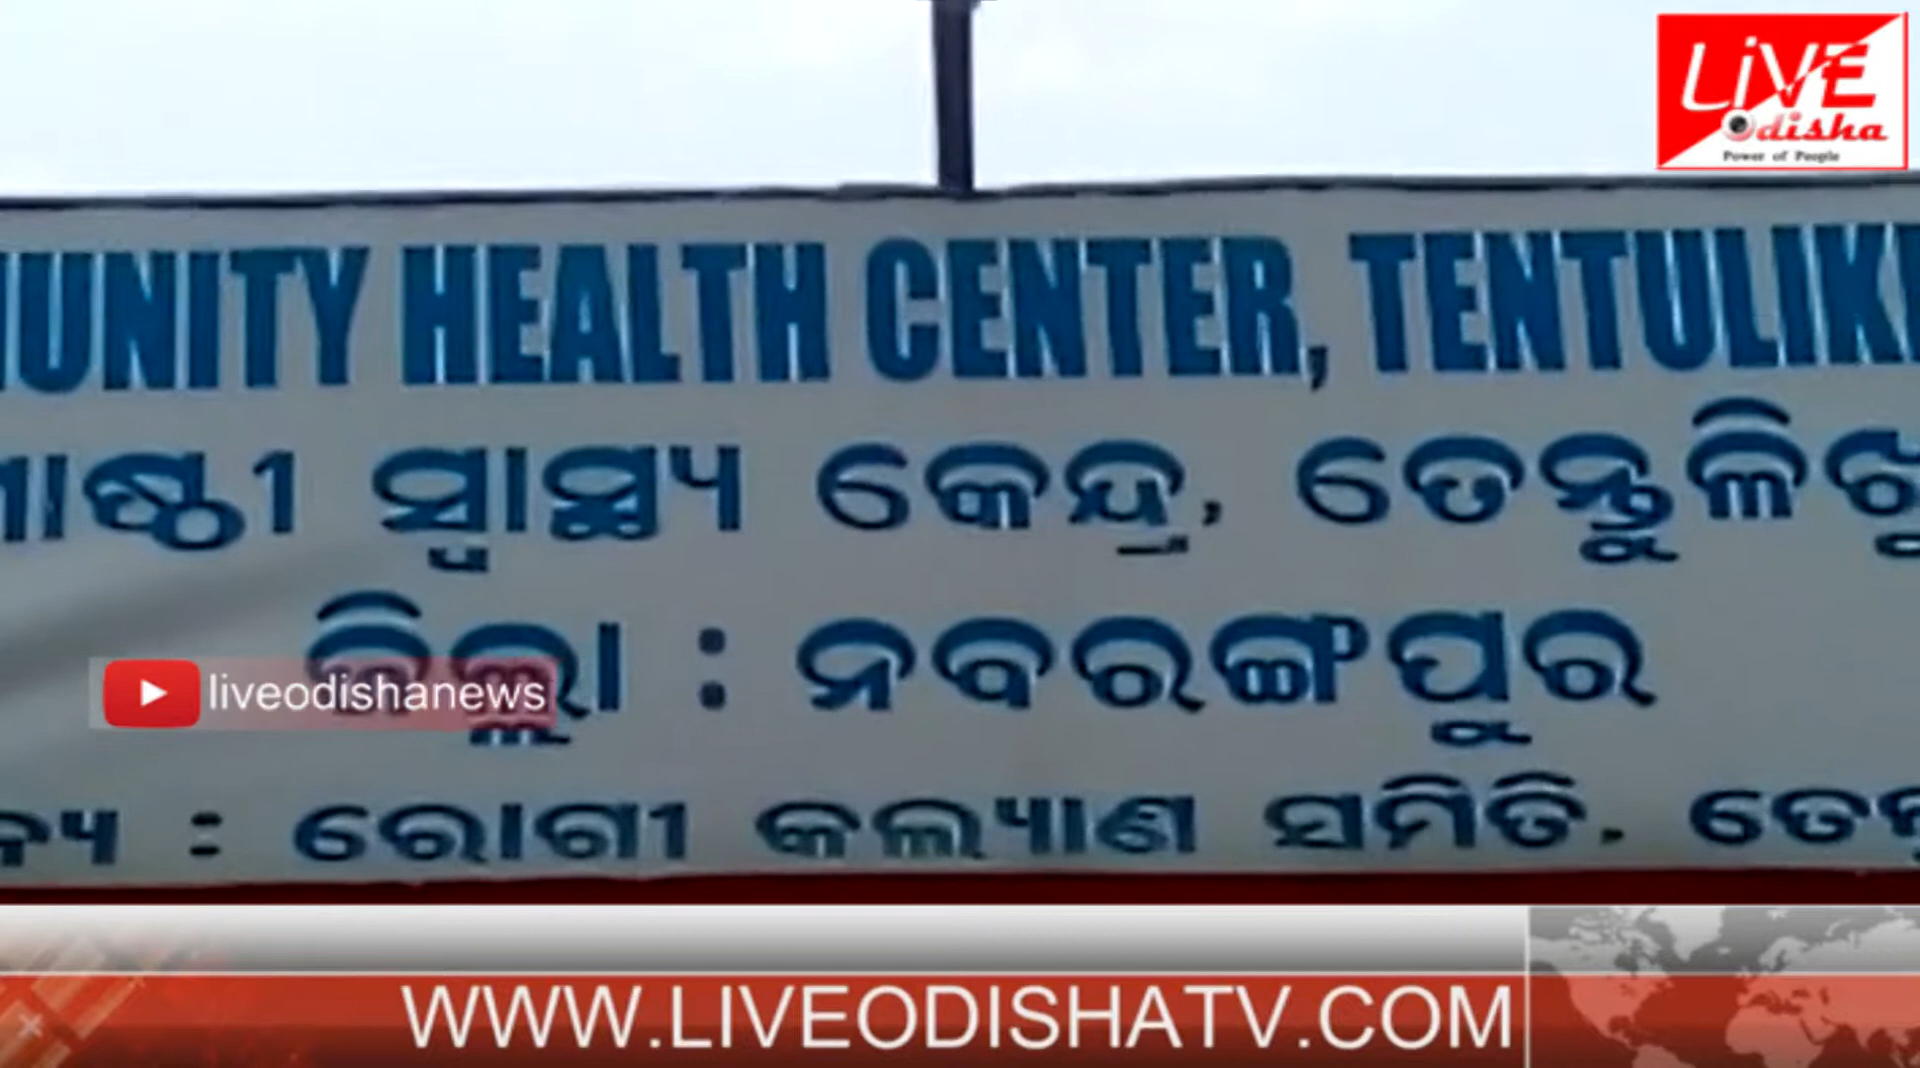 LiVE
Odisha
Power of People
UNITY HEALTH CENTER, TENTULIK
ଗୋଷ୍ଠୀ ସ୍ୱାସ୍ଥ୍ୟ କେନ୍ଦ୍ର, ତେନ୍ତୁଳିଖୁ
ଜିଲ୍ଲା : ନବରଙ୍ଗପୁର
liveodishanews
: ରୋଗୀ କଲ୍ୟାଣ ସମିତି, ତେନ୍ତୁ
WWW.LIVEODISHATV.COM